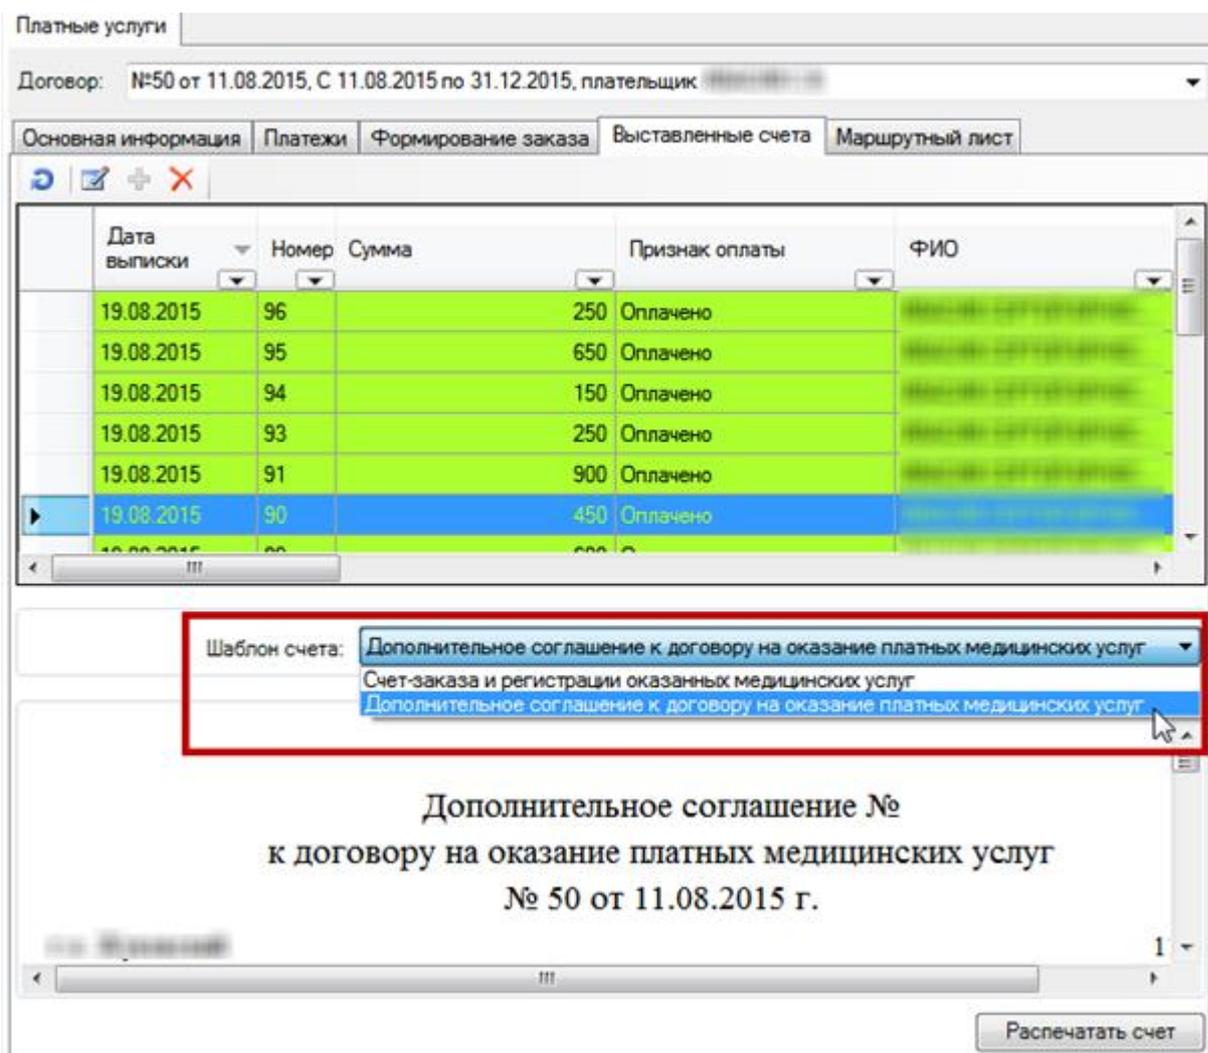 Платные услуги
Договор: №50 от 11.08.2015, С 11.08.2015 по 31.12.2015, плательщик
Основная информация Платежи Формирование заказа Выставленные счета Маршрутный лист
Дата выписки Номер Сумма Признак оплаты ФИО
19.08.2015 96 250 Оплачено
19.08.2015 95 650 Оплачено
19.08.2015 94 150 Оплачено
19.08.2015 93 250 Оплачено
19.08.2015 91 900 Оплачено
19.08.2015 90 450 Оплачено
Шаблон счета: Дополнительное соглашение к договору на оказание платных медицинских услуг
Счет-заказа и регистрации оказанных медицинских услуг
Дополнительное соглашение к договору на оказание платных медицинских услуг
Дополнительное соглашение №
к договору на оказание платных медицинских услуг
№ 50 от 11.08.2015 г.
1
Распечатать счет